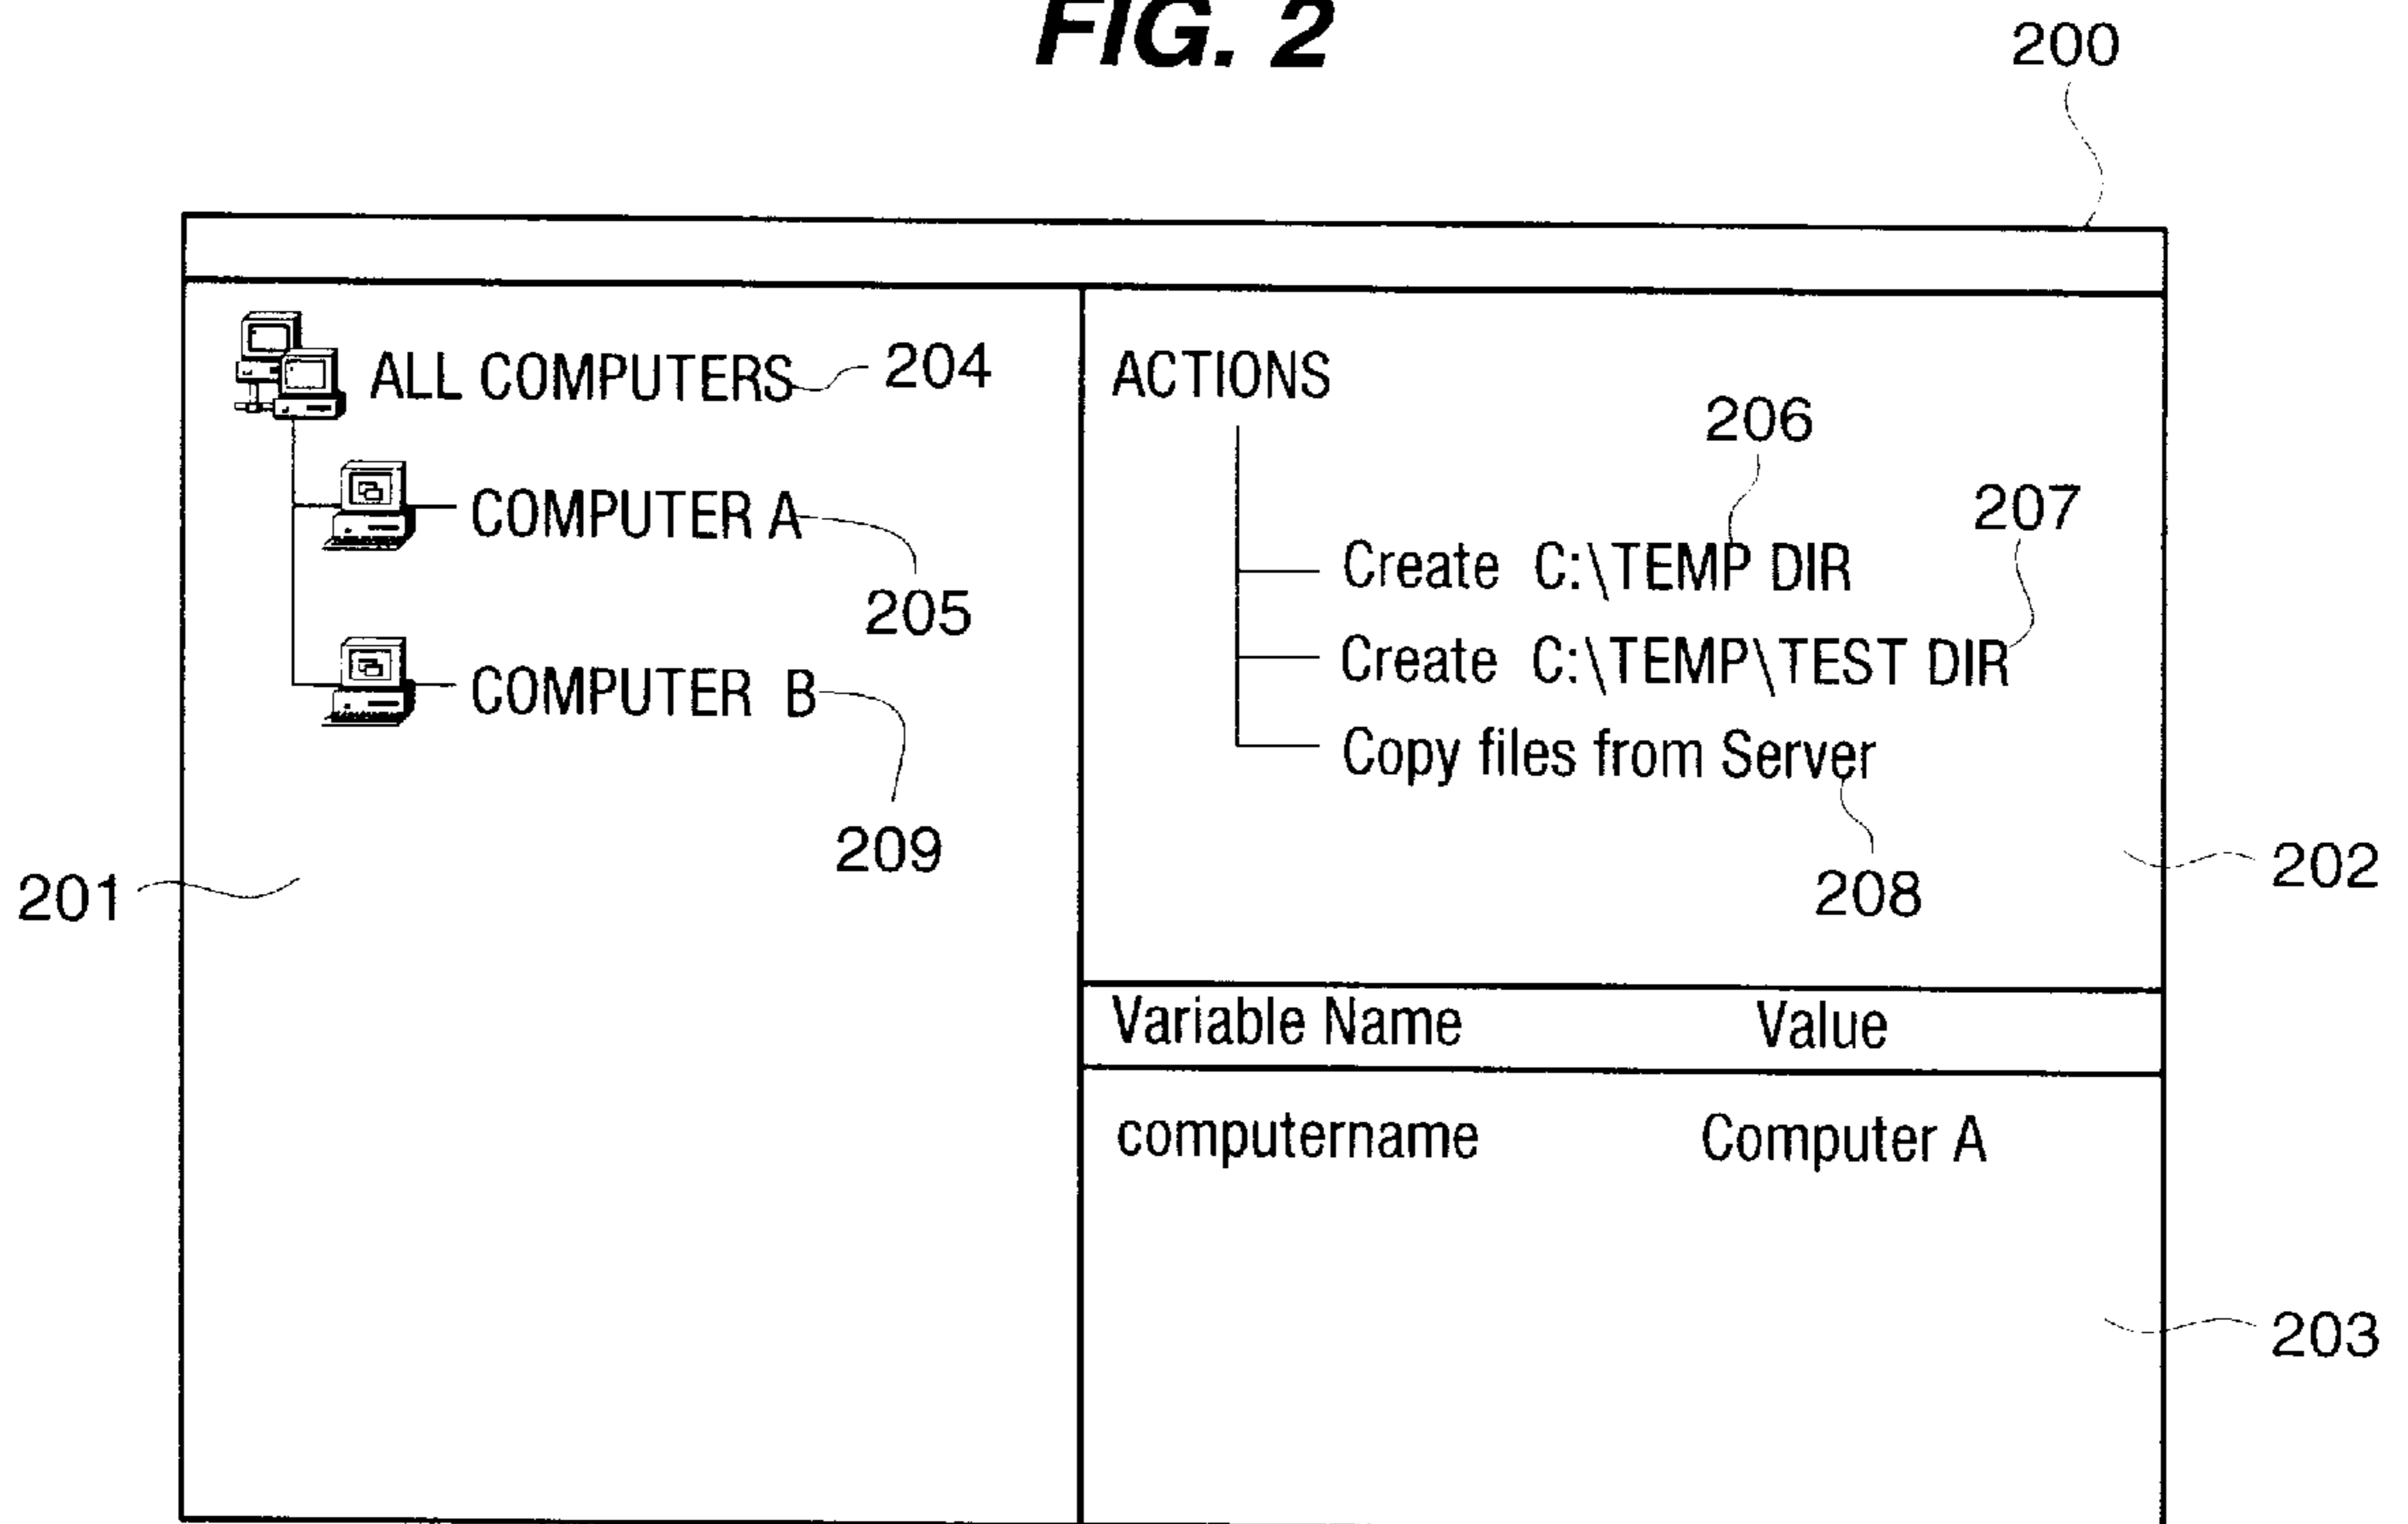 FIG. 2
200
ALL COMPUTERS 204
COMPUTER A
205
COMPUTER B
209
201
ACTIONS
206
207
Create C:\TEMP DIR
Create C:\TEMP\TEST DIR
Copy files from Server
208
202
Variable Name Value
computername Computer A
203